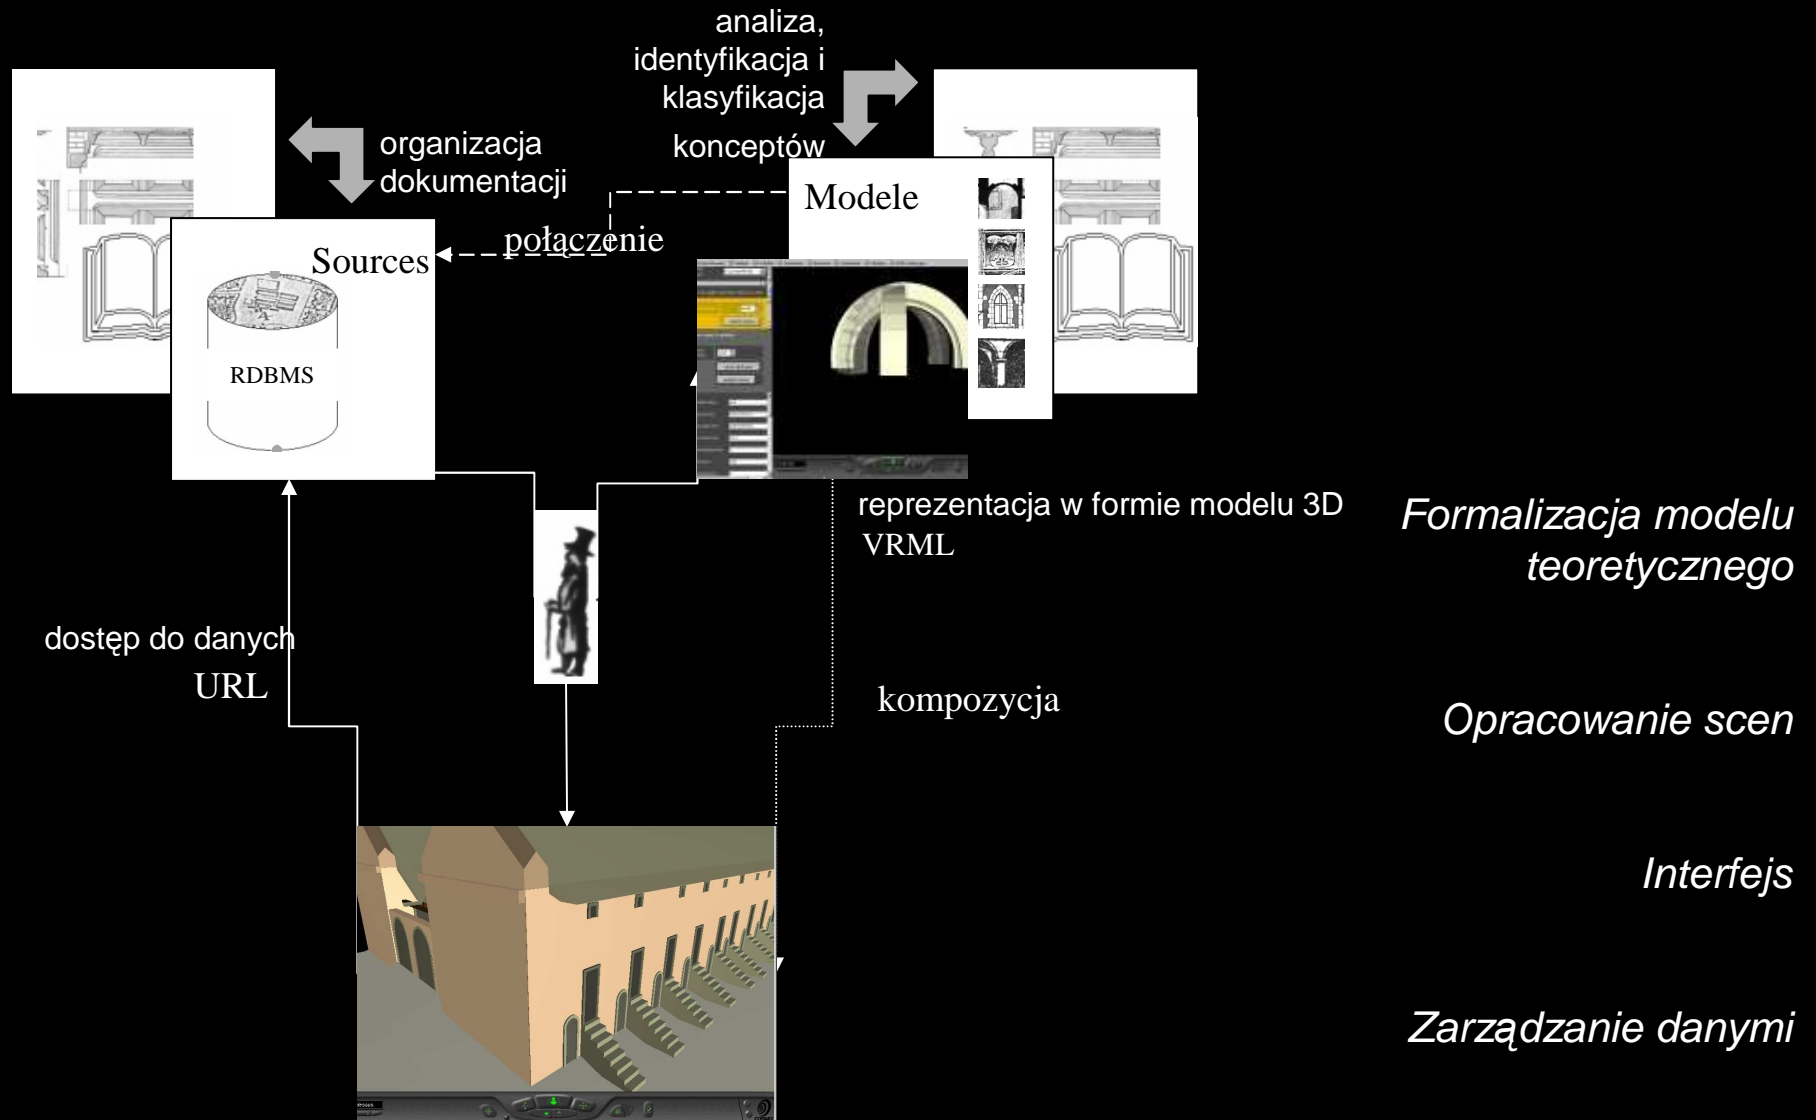 analiza,
identyfikacja i
klasyfikacja
konceptów
organizacja
dokumentacji
Modele
połączenie
Sources
RDBMS
reprezentacja w formie modelu 3D
VRML
Formalizacja modelu
teoretycznego
dostęp do danych
URL
kompozycja
Opracowanie scen
Interfejs
Zarządzanie danymi